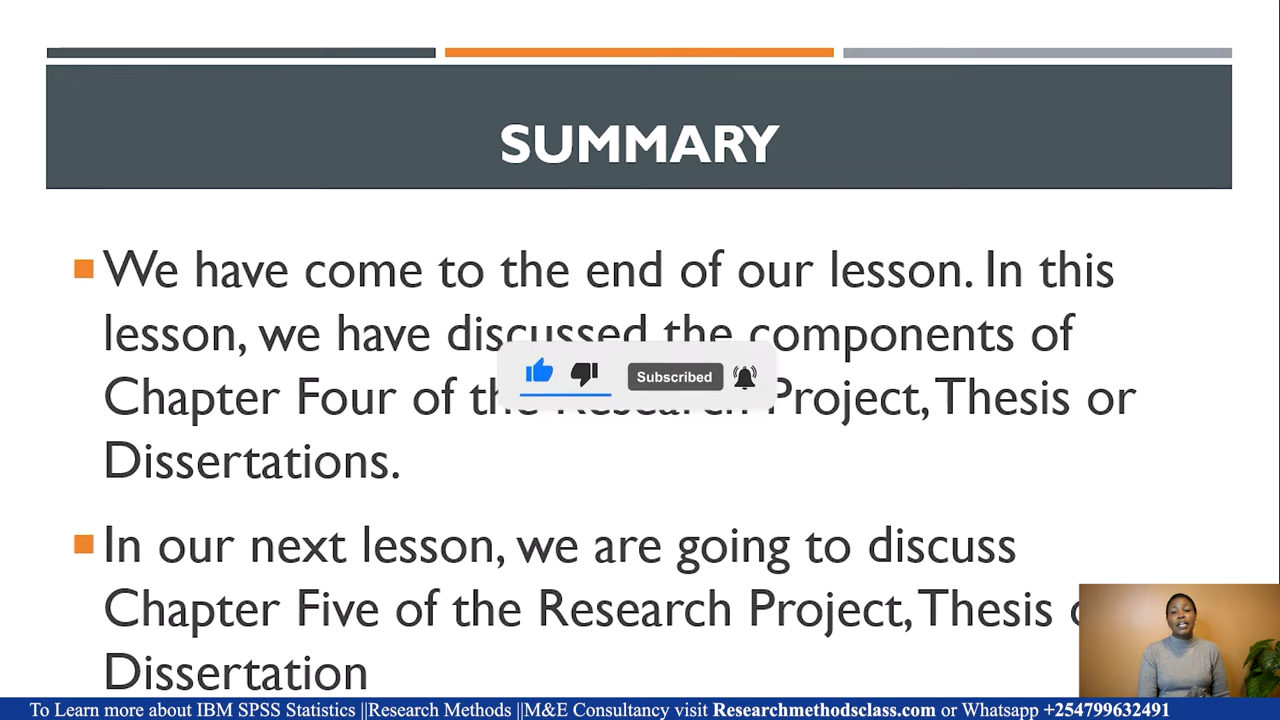 SUMMARY
We have come to the end of our lesson. In this
lesson, we have discussed the components of
Subscribed
Chapter Four of the Research Project, Thesis or
Dissertations.
In our next lesson, we are going to discuss
Chapter Five of the Research Project, Thesis
Dissertation
To Learn more about IBM SPSS Statistics ||Research Methods ||M&E Consultancy visit Researchmethodsclass.com or Whatsapp +254799632491